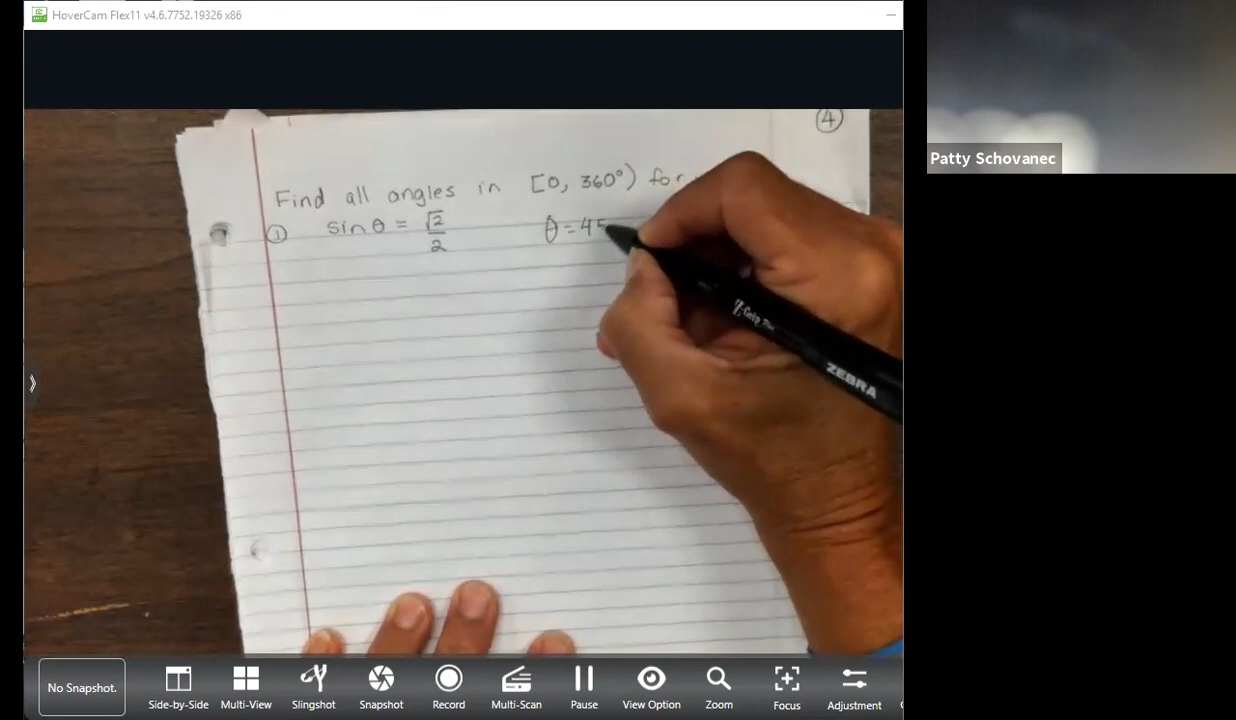 HoverCam Flex11 v4.6.7752.19326 x86
Patty Schovanec
4
Find all angles in [0, 360°) for
1 sin θ = √2/2 θ = 45
Z-Grip
ZEBRA
No Snapshot.
Side-by-Side Multi-View Slingshot Snapshot Record Multi-Scan Pause View Option Zoom Focus Adjustment